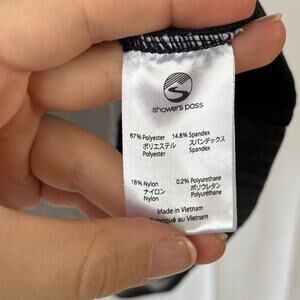 showers pass
67% Polyester 14.8% Spandex
ポリエステル スパンデックス
Polyester Spandex
18% Nylon 0.2% Polyurethane
ナイロン ポリウレタン
Nylon Polyuréthane
Made in Vietnam
Fabriqué au Vietnam